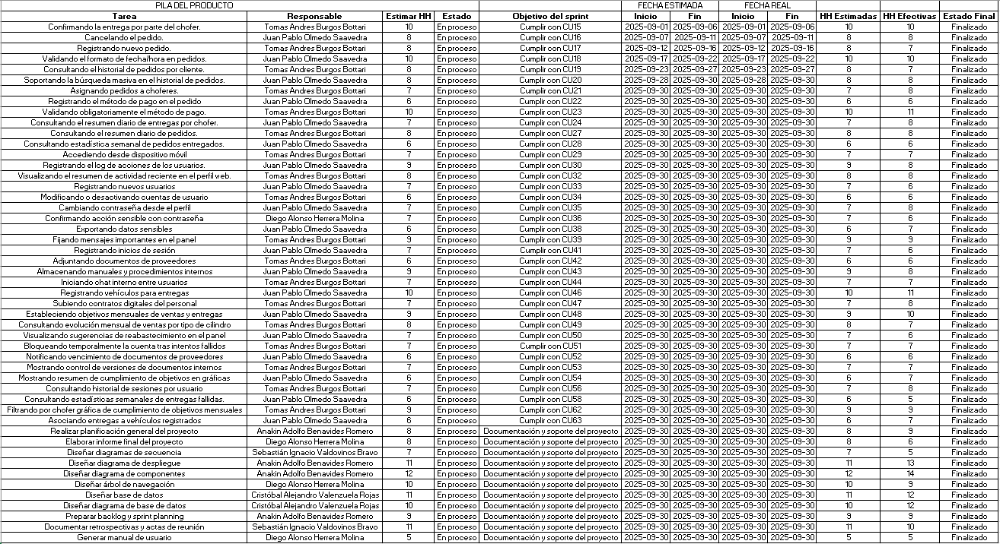 PILA DEL PRODUCTO FECHA ESTIMADA FECHA REAL
Tarea Responsable Estimar HH Estado Objetivo del sprint Inicio Fin Inicio Fin HH Estimadas HH Efectivas Estado Final
Confirmando la entrega por parte del chofer. Tomas Andres Burgos Bottari 10 En proceso Cumplir con CU15 2025-09-01 2025-09-06 2025-09-01 2025-09-06 10 10 Finalizado
Cancelando el pedido. Juan Pablo Olmedo Saavedra 8 En proceso Cumplir con CU16 2025-09-07 2025-09-11 2025-09-07 2025-09-11 8 8 Finalizado
Registrando nuevo pedido. Tomas Andres Burgos Bottari 8 En proceso Cumplir con CU17 2025-09-12 2025-09-16 2025-09-12 2025-09-16 8 7 Finalizado
Validando el formato de fecha/hora en pedidos. Juan Pablo Olmedo Saavedra 10 En proceso Cumplir con CU18 2025-09-17 2025-09-22 2025-09-17 2025-09-22 10 10 Finalizado
Consultando el historial de pedidos por cliente. Tomas Andres Burgos Bottari 8 En proceso Cumplir con CU19 2025-09-23 2025-09-27 2025-09-23 2025-09-27 8 7 Finalizado
Soportando la búsqueda masiva en el historial de pedidos. Juan Pablo Olmedo Saavedra 8 En proceso Cumplir con CU20 2025-09-28 2025-09-30 2025-09-28 2025-09-30 8 8 Finalizado
Asignando pedidos a choferes. Tomas Andres Burgos Bottari 7 En proceso Cumplir con CU21 2025-09-30 2025-09-30 2025-09-30 2025-09-30 7 8 Finalizado
Registrando el método de pago en el pedido Juan Pablo Olmedo Saavedra 6 En proceso Cumplir con CU22 2025-09-30 2025-09-30 2025-09-30 2025-09-30 6 6 Finalizado
Validando obligatoriamente el método de pago. Tomas Andres Burgos Bottari 10 En proceso Cumplir con CU23 2025-09-30 2025-09-30 2025-09-30 2025-09-30 10 11 Finalizado
Consultando el resumen diario de entregas por chofer. Juan Pablo Olmedo Saavedra 7 En proceso Cumplir con CU24 2025-09-30 2025-09-30 2025-09-30 2025-09-30 7 8 Finalizado
Consultando el resumen diario de pedidos. Tomas Andres Burgos Bottari 8 En proceso Cumplir con CU27 2025-09-30 2025-09-30 2025-09-30 2025-09-30 8 8 Finalizado
Consultando estadística semanal de pedidos entregados. Juan Pablo Olmedo Saavedra 6 En proceso Cumplir con CU28 2025-09-30 2025-09-30 2025-09-30 2025-09-30 6 6 Finalizado
Accediendo desde dispositivo móvil Tomas Andres Burgos Bottari 7 En proceso Cumplir con CU29 2025-09-30 2025-09-30 2025-09-30 2025-09-30 7 7 Finalizado
Registrando el log de acciones de los usuarios. Juan Pablo Olmedo Saavedra 9 En proceso Cumplir con CU30 2025-09-30 2025-09-30 2025-09-30 2025-09-30 9 8 Finalizado
Visualizando el resumen de actividad reciente en el perfil web. Tomas Andres Burgos Bottari 8 En proceso Cumplir con CU32 2025-09-30 2025-09-30 2025-09-30 2025-09-30 8 8 Finalizado
Registrando nuevos usuarios Juan Pablo Olmedo Saavedra 7 En proceso Cumplir con CU33 2025-09-30 2025-09-30 2025-09-30 2025-09-30 7 6 Finalizado
Modificando o desactivando cuentas de usuario Tomas Andres Burgos Bottari 6 En proceso Cumplir con CU34 2025-09-30 2025-09-30 2025-09-30 2025-09-30 6 6 Finalizado
Cambiando contraseña desde el perfil Juan Pablo Olmedo Saavedra 7 En proceso Cumplir con CU35 2025-09-30 2025-09-30 2025-09-30 2025-09-30 7 8 Finalizado
Confirmando acción sensible con contraseña Diego Alonso Herrera Molina 7 En proceso Cumplir con CU36 2025-09-30 2025-09-30 2025-09-30 2025-09-30 7 6 Finalizado
Exportando datos sensibles Juan Pablo Olmedo Saavedra 6 En proceso Cumplir con CU38 2025-09-30 2025-09-30 2025-09-30 2025-09-30 6 7 Finalizado
Fijando mensajes importantes en el panel Tomas Andres Burgos Bottari 9 En proceso Cumplir con CU39 2025-09-30 2025-09-30 2025-09-30 2025-09-30 9 9 Finalizado
Registrando inicios de sesión Juan Pablo Olmedo Saavedra 7 En proceso Cumplir con CU41 2025-09-30 2025-09-30 2025-09-30 2025-09-30 7 6 Finalizado
Adjuntando documentos de proveedores Tomas Andres Burgos Bottari 6 En proceso Cumplir con CU42 2025-09-30 2025-09-30 2025-09-30 2025-09-30 6 6 Finalizado
Almacenando manuales y procedimientos internos Juan Pablo Olmedo Saavedra 9 En proceso Cumplir con CU43 2025-09-30 2025-09-30 2025-09-30 2025-09-30 9 8 Finalizado
Iniciando chat interno entre usuarios Tomas Andres Burgos Bottari 7 En proceso Cumplir con CU44 2025-09-30 2025-09-30 2025-09-30 2025-09-30 7 7 Finalizado
Registrando vehículos para entregas Juan Pablo Olmedo Saavedra 10 En proceso Cumplir con CU46 2025-09-30 2025-09-30 2025-09-30 2025-09-30 10 11 Finalizado
Subiendo contratos digitales del personal Tomas Andres Burgos Bottari 7 En proceso Cumplir con CU47 2025-09-30 2025-09-30 2025-09-30 2025-09-30 7 8 Finalizado
Estableciendo objetivos mensuales de ventas y entregas Juan Pablo Olmedo Saavedra 9 En proceso Cumplir con CU48 2025-09-30 2025-09-30 2025-09-30 2025-09-30 9 10 Finalizado
Consultando evolución mensual de ventas por tipo de cilindro Tomas Andres Burgos Bottari 8 En proceso Cumplir con CU49 2025-09-30 2025-09-30 2025-09-30 2025-09-30 8 7 Finalizado
Visualizando sugerencias de reabastecimiento en el panel Juan Pablo Olmedo Saavedra 7 En proceso Cumplir con CU50 2025-09-30 2025-09-30 2025-09-30 2025-09-30 7 6 Finalizado
Bloqueando temporalmente la cuenta tras intentos fallidos Tomas Andres Burgos Bottari 7 En proceso Cumplir con CU51 2025-09-30 2025-09-30 2025-09-30 2025-09-30 7 7 Finalizado
Notificando vencimiento de documentos de proveedores Juan Pablo Olmedo Saavedra 6 En proceso Cumplir con CU52 2025-09-30 2025-09-30 2025-09-30 2025-09-30 6 6 Finalizado
Mostrando control de versiones de documentos internos Tomas Andres Burgos Bottari 7 En proceso Cumplir con CU53 2025-09-30 2025-09-30 2025-09-30 2025-09-30 7 7 Finalizado
Mostrando resumen de cumplimiento de objetivos en gráficas Juan Pablo Olmedo Saavedra 6 En proceso Cumplir con CU54 2025-09-30 2025-09-30 2025-09-30 2025-09-30 6 7 Finalizado
Consultando historial de sesiones por usuario Tomas Andres Burgos Bottari 7 En proceso Cumplir con CU56 2025-09-30 2025-09-30 2025-09-30 2025-09-30 7 8 Finalizado
Consultando estadísticas semanales de entregas fallidas. Juan Pablo Olmedo Saavedra 6 En proceso Cumplir con CU58 2025-09-30 2025-09-30 2025-09-30 2025-09-30 6 5 Finalizado
Filtrando por chofer gráfica de cumplimiento de objetivos mensuales Tomas Andres Burgos Bottari 9 En proceso Cumplir con CU62 2025-09-30 2025-09-30 2025-09-30 2025-09-30 9 9 Finalizado
Asociando entregas a vehículos registrados Juan Pablo Olmedo Saavedra 6 En proceso Cumplir con CU63 2025-09-30 2025-09-30 2025-09-30 2025-09-30 6 7 Finalizado
Realizar planificación general del proyecto Anakin Adolfo Benavides Romero 8 En proceso Documentación y soporte del proyecto 2025-09-30 2025-09-30 2025-09-30 2025-09-30 8 9 Finalizado
Elaborar informe final del proyecto Diego Alonso Herrera Molina 8 En proceso Documentación y soporte del proyecto 2025-09-30 2025-09-30 2025-09-30 2025-09-30 8 6 Finalizado
Diseñar diagramas de secuencia Sebastián Ignacio Valdovinos Bravo 7 En proceso Documentación y soporte del proyecto 2025-09-30 2025-09-30 2025-09-30 2025-09-30 7 5 Finalizado
Diseñar diagrama de despliegue Anakin Adolfo Benavides Romero 11 En proceso Documentación y soporte del proyecto 2025-09-30 2025-09-30 2025-09-30 2025-09-30 11 13 Finalizado
Diseñar diagrama de componentes Anakin Adolfo Benavides Romero 12 En proceso Documentación y soporte del proyecto 2025-09-30 2025-09-30 2025-09-30 2025-09-30 12 14 Finalizado
Diseñar árbol de navegación Diego Alonso Herrera Molina 10 En proceso Documentación y soporte del proyecto 2025-09-30 2025-09-30 2025-09-30 2025-09-30 10 9 Finalizado
Diseñar base de datos Cristóbal Alejandro Valenzuela Rojas 11 En proceso Documentación y soporte del proyecto 2025-09-30 2025-09-30 2025-09-30 2025-09-30 11 12 Finalizado
Diseñar diagrama de base de datos Cristóbal Alejandro Valenzuela Rojas 10 En proceso Documentación y soporte del proyecto 2025-09-30 2025-09-30 2025-09-30 2025-09-30 10 12 Finalizado
Preparar backlog y sprint planning Anakin Adolfo Benavides Romero 9 En proceso Documentación y soporte del proyecto 2025-09-30 2025-09-30 2025-09-30 2025-09-30 9 9 Finalizado
Documentar retrospectivas y actas de reunión Sebastián Ignacio Valdovinos Bravo 11 En proceso Documentación y soporte del proyecto 2025-09-30 2025-09-30 2025-09-30 2025-09-30 11 10 Finalizado
Generar manual de usuario Diego Alonso Herrera Molina 5 En proceso Documentación y soporte del proyecto 2025-09-30 2025-09-30 2025-09-30 2025-09-30 5 5 Finalizado